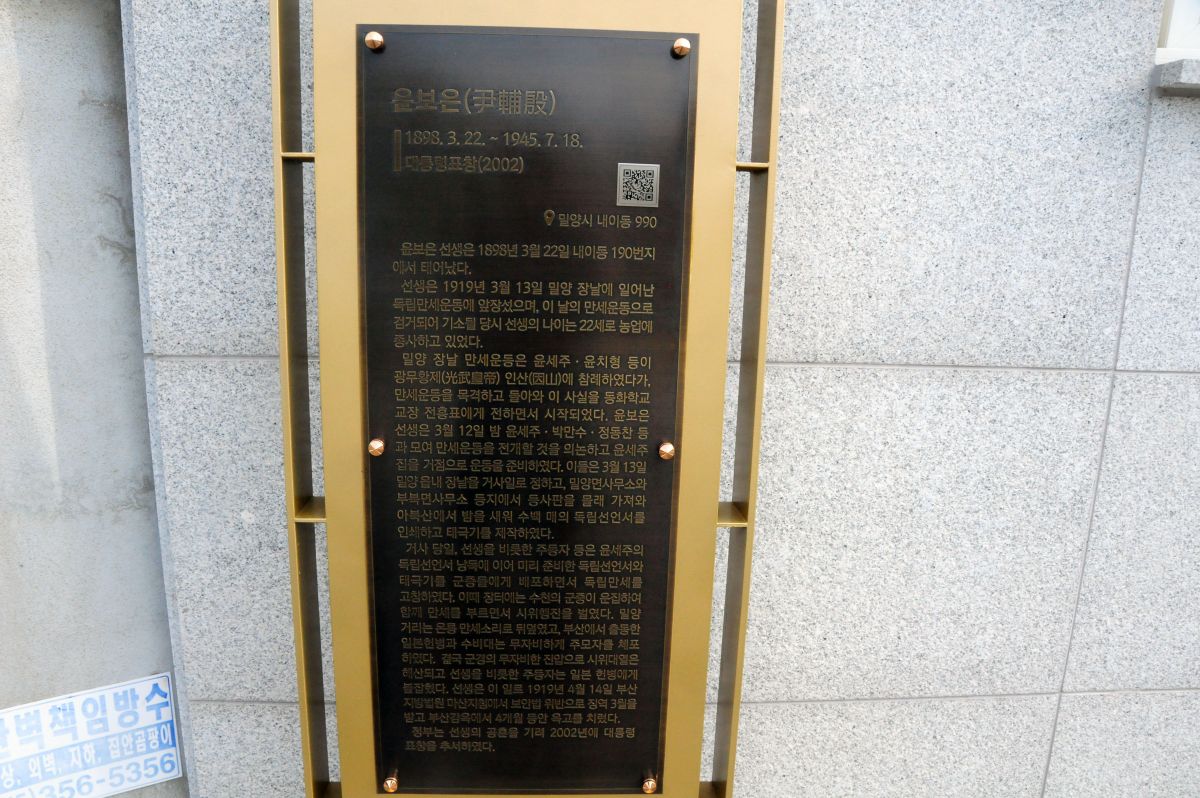 윤보은(尹輔殷)
1898. 3. 22. ~ 1945. 7. 18.
대통령표창(2002)
밀양시 내이동 990
윤보은 선생은 1898년 3월 22일 내이동 190번지
에서 태어났다.
선생은 1919년 3월 13일 밀양 장날에 일어난
독립만세운동에 앞장섰으며, 이 날의 만세운동으로
검거되어 기소될 당시 선생의 나이는 22세로 농업에
종사하고 있었다.
밀양 장날 만세운동은 윤세주 · 윤치형 등이
광무황제(光武皇帝) 인산(因山)에 참례하였다가,
만세운동을 목격하고 돌아와 이 사실을 동화학교
교장 전홍표에게 전하면서 시작되었다. 윤보은
선생은 3월 12일 밤 윤세주 · 박만수 · 정동찬 등
과 모여 만세운동을 전개할 것을 의논하고 윤세주
집을 거점으로 운동을 준비하였다. 이들은 3월 13일
밀양 읍내 장날을 거사일로 정하고, 밀양면사무소와
부북면사무소 등지에서 등사판을 몰래 가져와
아북산에서 밤을 새워 수백 매의 독립선언서를
인쇄하고 태극기를 제작하였다.
거사 당일, 선생을 비롯한 주동자 등은 윤세주의
독립선언서 낭독에 이어 미리 준비한 독립선언서와
태극기를 군중들에게 배포하면서 독립만세를
고창하였다. 이때 장터에는 수천의 군중이 운집하여
함께 만세를 부르면서 시위행진을 벌였다. 밀양
거리는 온통 만세소리로 뒤덮였고, 부산에서 출동한
일본헌병과 수비대는 무자비하게 주모자를 체포
하였다. 결국 군경의 무자비한 진압으로 시위대열은
해산되고 선생을 비롯한 주동자는 일본 헌병에게
붙잡혔다. 선생은 이 일로 1919년 4월 14일 부산
지방법원 마산지청에서 보안법 위반으로 징역 3월을
받고 부산감옥에서 4개월 동안 옥고를 치렀다.
정부는 선생의 공훈을 기려 2002년에 대통령
표창을 추서하였다.
벽책임방수
상, 외벽, 지하, 집안곰팡이
)356-5356